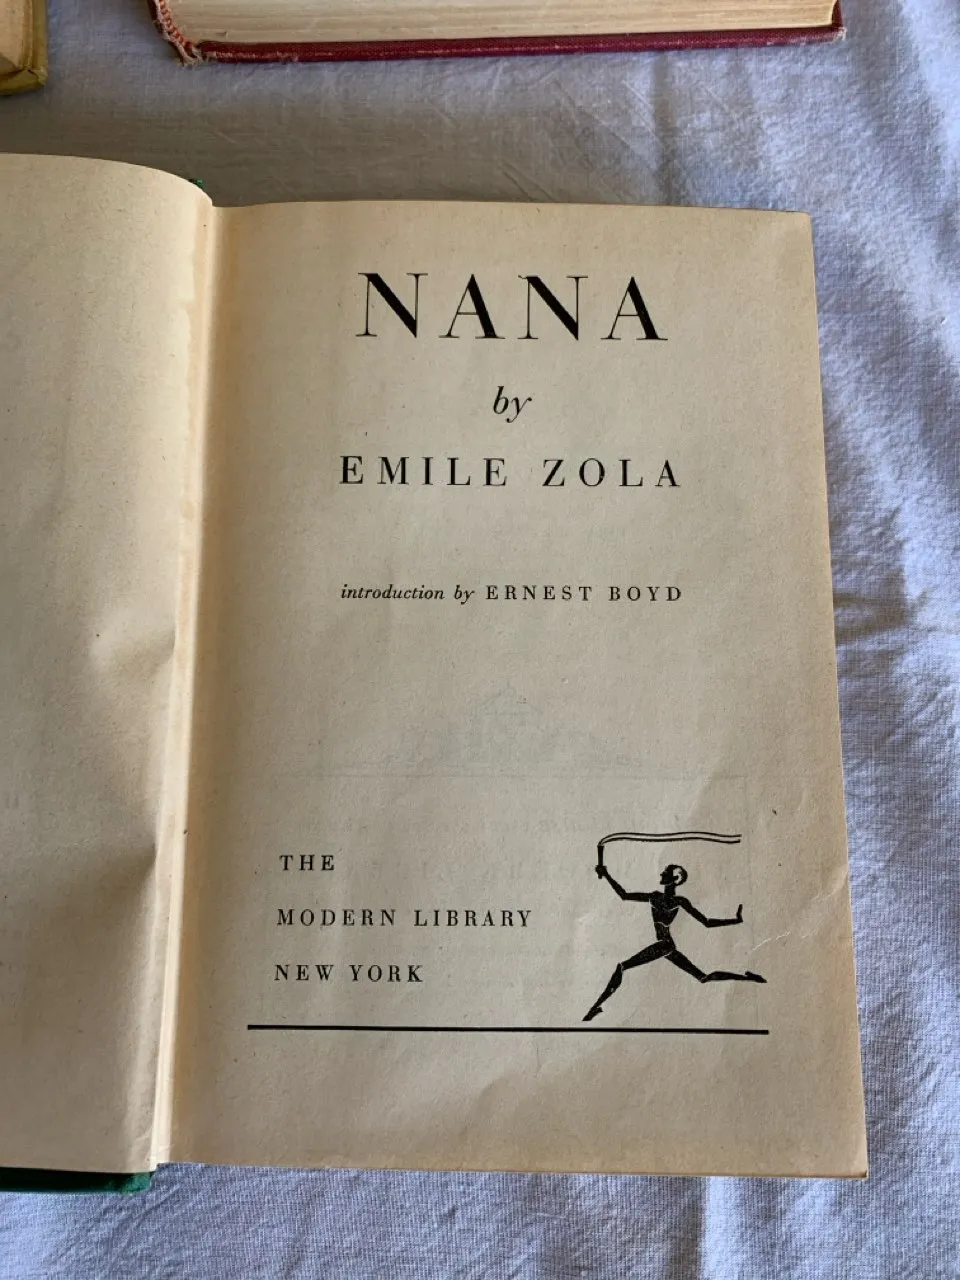 NANA
by
EMILE ZOLA
introduction by ERNEST BOYD
THE
MODERN LIBRARY
NEW YORK